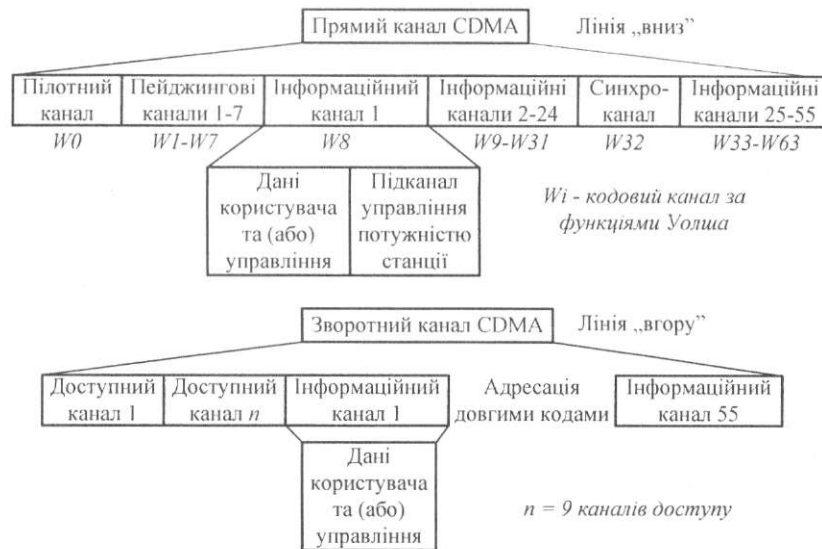 Прямий канал CDMA
Лінія „вниз”
Пілотний канал
Пейджингові канали 1-7
Інформаційний канал 1
Інформаційні канали 2-24
Синхро-канал
Інформаційні канали 25-55
W0
W1-W7
W8
W9-W31
W32
W33-W63
Дані
користувача
та (або)
управління
Підканал
управління
потужністю
станції
Wi - кодовий канал за
функціями Уолша
Зворотний канал CDMA
Лінія „вгору”
Доступний канал 1
Доступний канал n
Інформаційний канал 1
Адресація
довгими кодами
Інформаційний канал 55
Дані
користувача
та (або)
управління
n = 9 каналів доступу